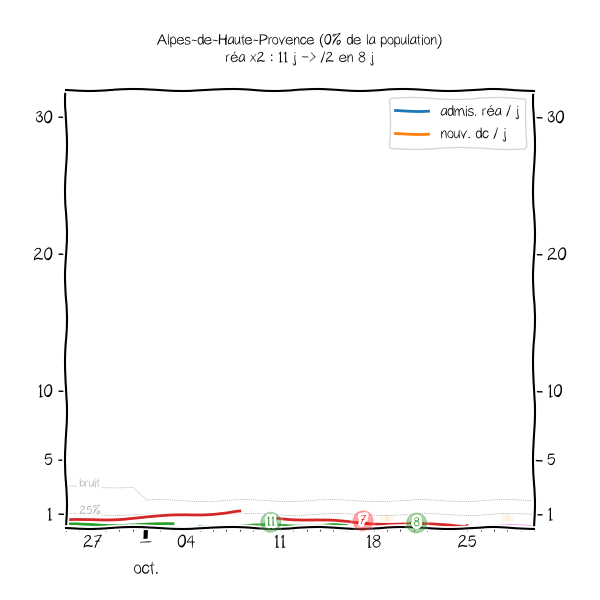 Alpes-de-Haute-Provence (0% de la population)
réa x2 : 11 j -> /2 en 8 j
admis. réa / j
nouv. dc / j
30 30
20 20
10 10
5 5
bruit
25%
1 1
11 7 8
27 04 11 18 25
oct.